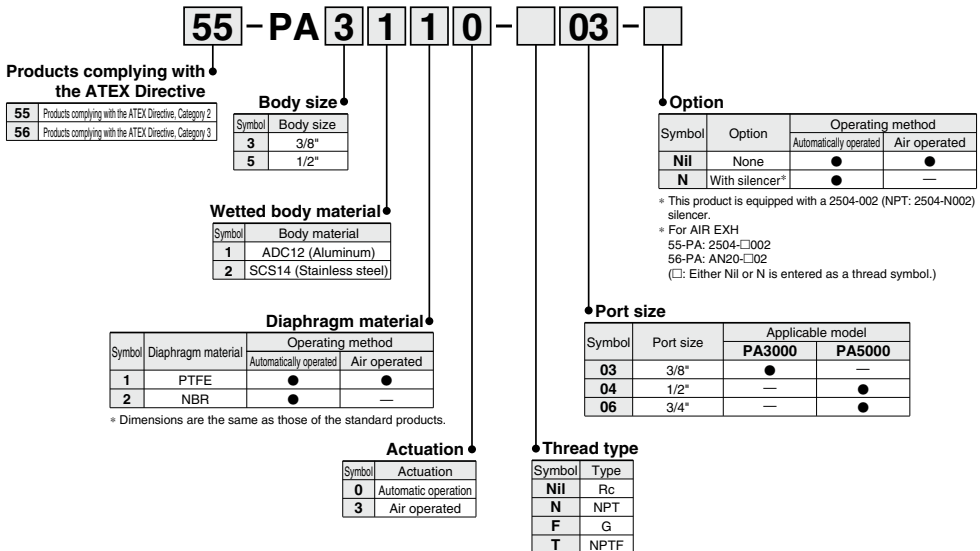 55 - PA 3 1 1 0 - □ 03 - □
Products complying with
the ATEX Directive
55 Products complying with the ATEX Directive, Category 2
56 Products complying with the ATEX Directive, Category 3
Body size
Symbol Body size
3 3/8"
5 1/2"
Wetted body material
Symbol Body material
1 ADC12 (Aluminum)
2 SCS14 (Stainless steel)
Diaphragm material
Symbol Diaphragm material Operating method
Automatically operated Air operated
1 PTFE ● ●
2 NBR ● —
* Dimensions are the same as those of the standard products.
Actuation
Symbol Actuation
0 Automatic operation
3 Air operated
Option
Symbol Option Operating method
Automatically operated Air operated
Nil None ● ●
N With silencer* ● —
* This product is equipped with a 2504-002 (NPT: 2504-N002)
silencer.
* For AIR EXH
55-PA: 2504-□002
56-PA: AN20-□02
(□: Either Nil or N is entered as a thread symbol.)
Port size
Symbol Port size Applicable model
PA3000 PA5000
03 3/8" ● —
04 1/2" — ●
06 3/4" — ●
Thread type
Symbol Type
Nil Rc
N NPT
F G
T NPTF